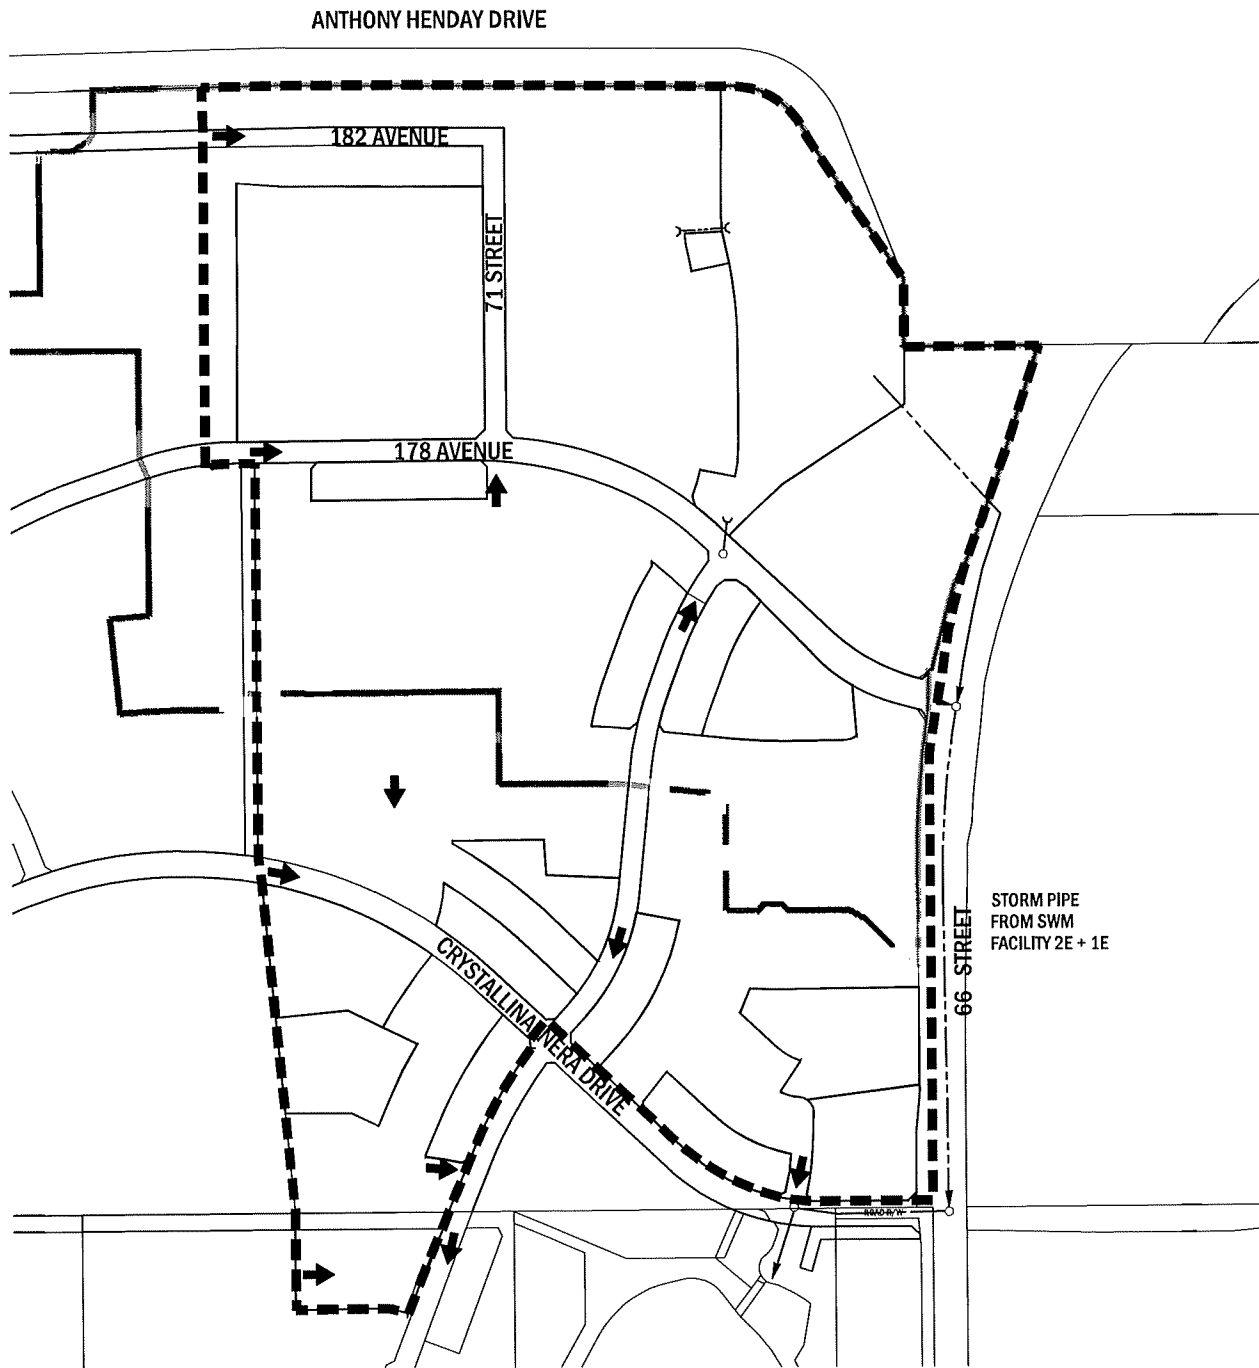 ANTHONY HENDAY DRIVE
182 AVENUE
71 STREET
178 AVENUE
STORM PIPE
FROM SWM
FACILITY 2E + 1E
66 STREET
CRYSTALLINA NERA DRIVE
ROAD R/W